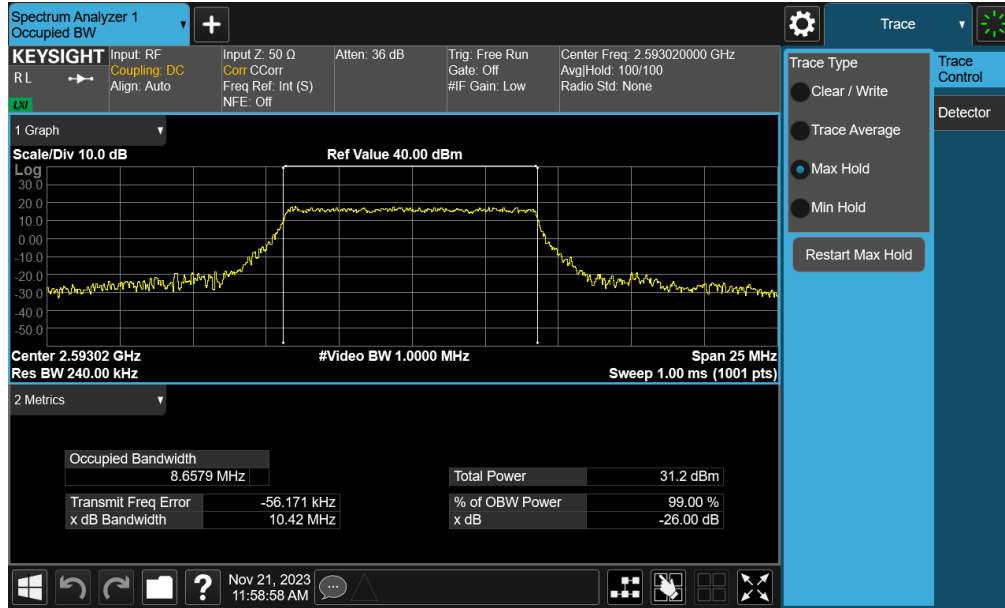 Spectrum Analyzer 1
Occupied BW
+
Trace
KEYSIGHT
R L
LXI
Input: RF
Coupling: DC
Align: Auto
Input Z: 50 Ω
Corr CCorr
Freq Ref: Int (S)
NFE: Off
Atten: 36 dB
Trig: Free Run
Gate: Off
#IF Gain: Low
Center Freq: 2.593020000 GHz
Avg|Hold: 100/100
Radio Std: None
Trace Type
Clear / Write
Trace Average
Max Hold
Min Hold
Restart Max Hold
Trace
Control
Detector
1 Graph
Scale/Div 10.0 dB
Ref Value 40.00 dBm
Log
30.0
20.0
10.0
0.00
-10.0
-20.0
-30.0
-40.0
-50.0
Center 2.59302 GHz
#Video BW 1.0000 MHz
Span 25 MHz
Res BW 240.00 kHz
Sweep 1.00 ms (1001 pts)
2 Metrics
Occupied Bandwidth
8.6579 MHz
Total Power 31.2 dBm
Transmit Freq Error -56.171 kHz
% of OBW Power 99.00 %
x dB Bandwidth 10.42 MHz
x dB -26.00 dB
?
Nov 21, 2023
11:58:58 AM